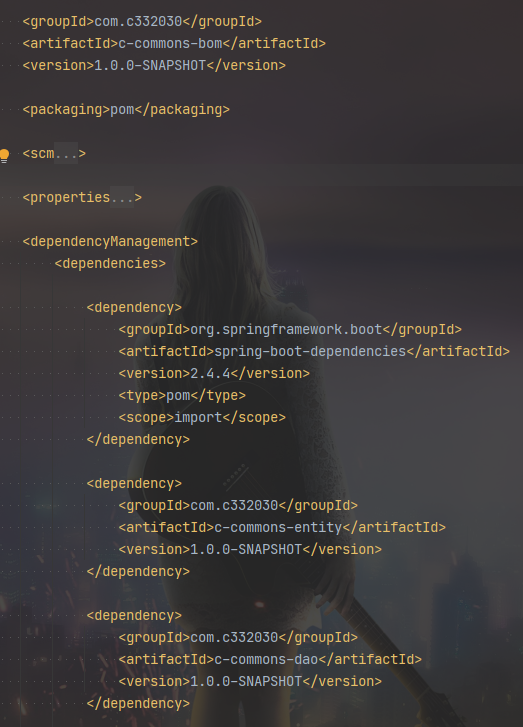 <groupId>com.c332030</groupId>
<artifactId>c-commons-bom</artifactId>
<version>1.0.0-SNAPSHOT</version>
<packaging>pom</packaging>
<scm...>
<properties...>
<dependencyManagement>
<dependencies>
<dependency>
<groupId>org.springframework.boot</groupId>
<artifactId>spring-boot-dependencies</artifactId>
<version>2.4.4</version>
<type>pom</type>
<scope>import</scope>
</dependency>
<dependency>
<groupId>com.c332030</groupId>
<artifactId>c-commons-entity</artifactId>
<version>1.0.0-SNAPSHOT</version>
</dependency>
<dependency>
<groupId>com.c332030</groupId>
<artifactId>c-commons-dao</artifactId>
<version>1.0.0-SNAPSHOT</version>
</dependency>